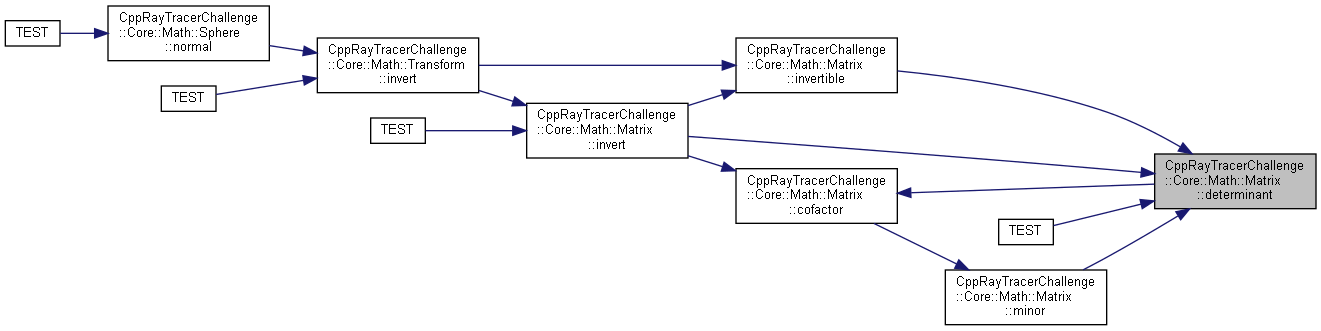 TEST
CppRayTracerChallenge
::Core::Math::Sphere
::normal
TEST
CppRayTracerChallenge
::Core::Math::Transform
::invert
TEST
CppRayTracerChallenge
::Core::Math::Matrix
::invert
CppRayTracerChallenge
::Core::Math::Matrix
::invertible
CppRayTracerChallenge
::Core::Math::Matrix
::cofactor
TEST
CppRayTracerChallenge
::Core::Math::Matrix
::minor
CppRayTracerChallenge
::Core::Math::Matrix
::determinant